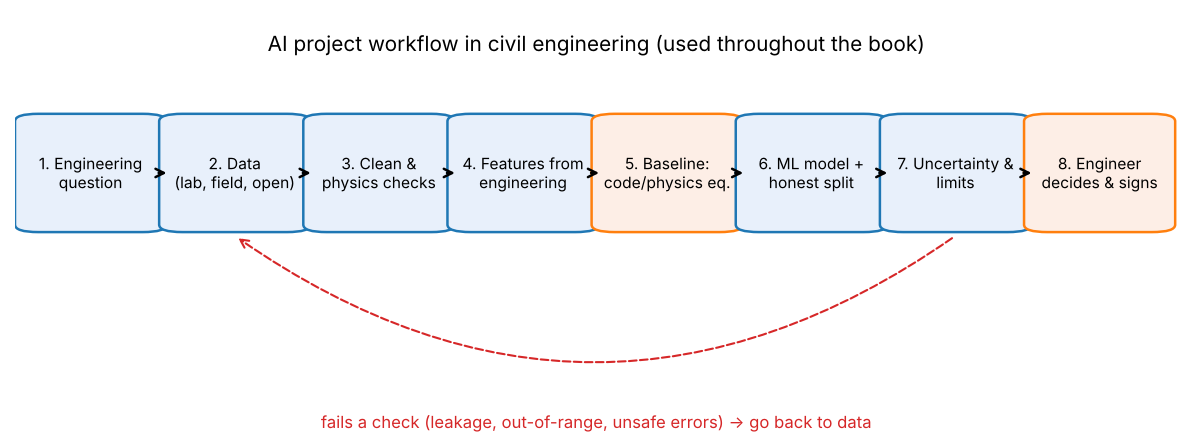 AI project workflow in civil engineering (used throughout the book)
1. Engineering
question
2. Data
(lab, field, open)
3. Clean &
physics checks
4. Features from
engineering
5. Baseline:
code/physics eq.
6. ML model +
honest split
7. Uncertainty &
limits
8. Engineer
decides & signs
fails a check (leakage, out-of-range, unsafe errors) → go back to data